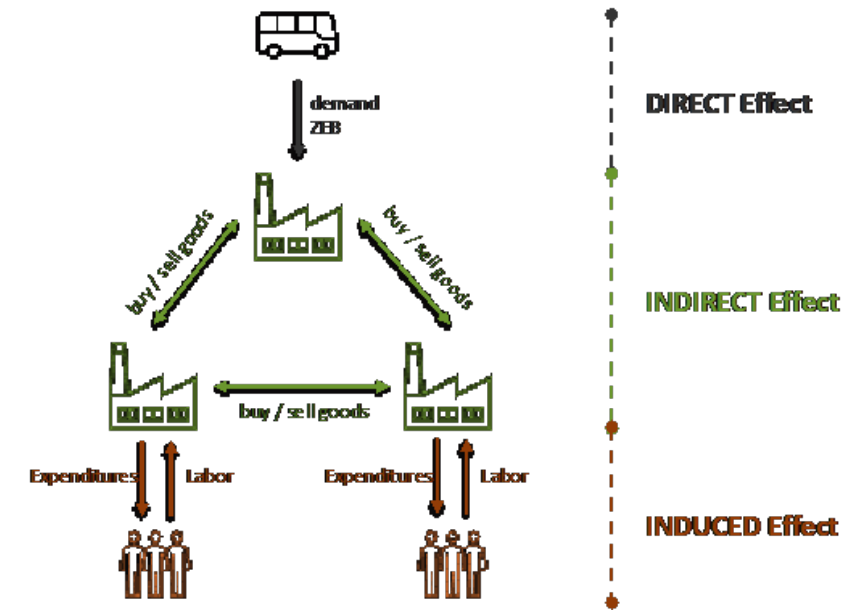 demand
ZEB
DIRECT Effect
buy / sell goods
buy / sell goods
INDIRECT Effect
buy / sell goods
Expenditures
Labor
Expenditures
Labor
INDUCED Effect